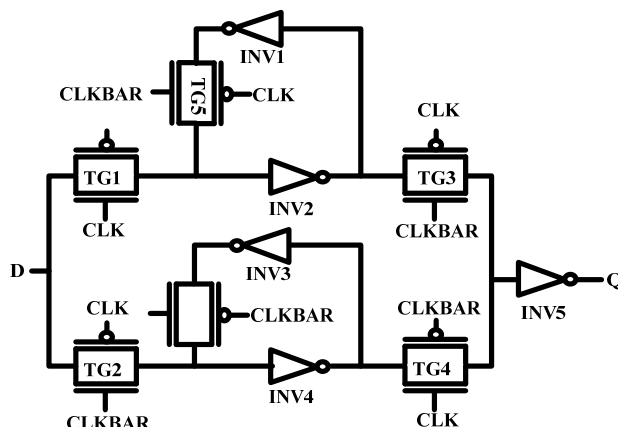 INV1
TG5
CLKBAR
CLK
CLK
TG1
TG3
INV2
CLK
CLKBAR
D
INV3
Q
CLK
CLKBAR
CLKBAR
INV5
TG2
TG4
INV4
CLKBAR
CLK